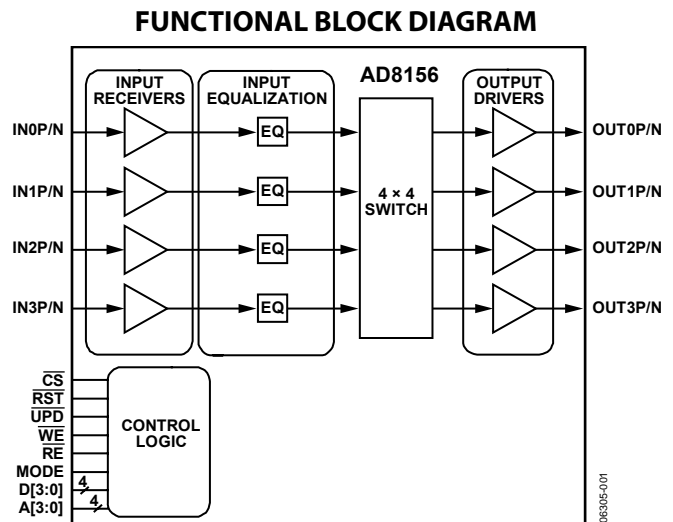 FUNCTIONAL BLOCK DIAGRAM
INPUT
RECEIVERS
INPUT
EQUALIZATION
AD8156
OUTPUT
DRIVERS
IN0P/N
EQ
OUT0P/N
IN1P/N
EQ
4 × 4
SWITCH
OUT1P/N
IN2P/N
EQ
OUT2P/N
IN3P/N
EQ
OUT3P/N
CS
RST
UPD
WE
RE
MODE
D[3:0]
4
A[3:0]
4
CONTROL
LOGIC
06305-001